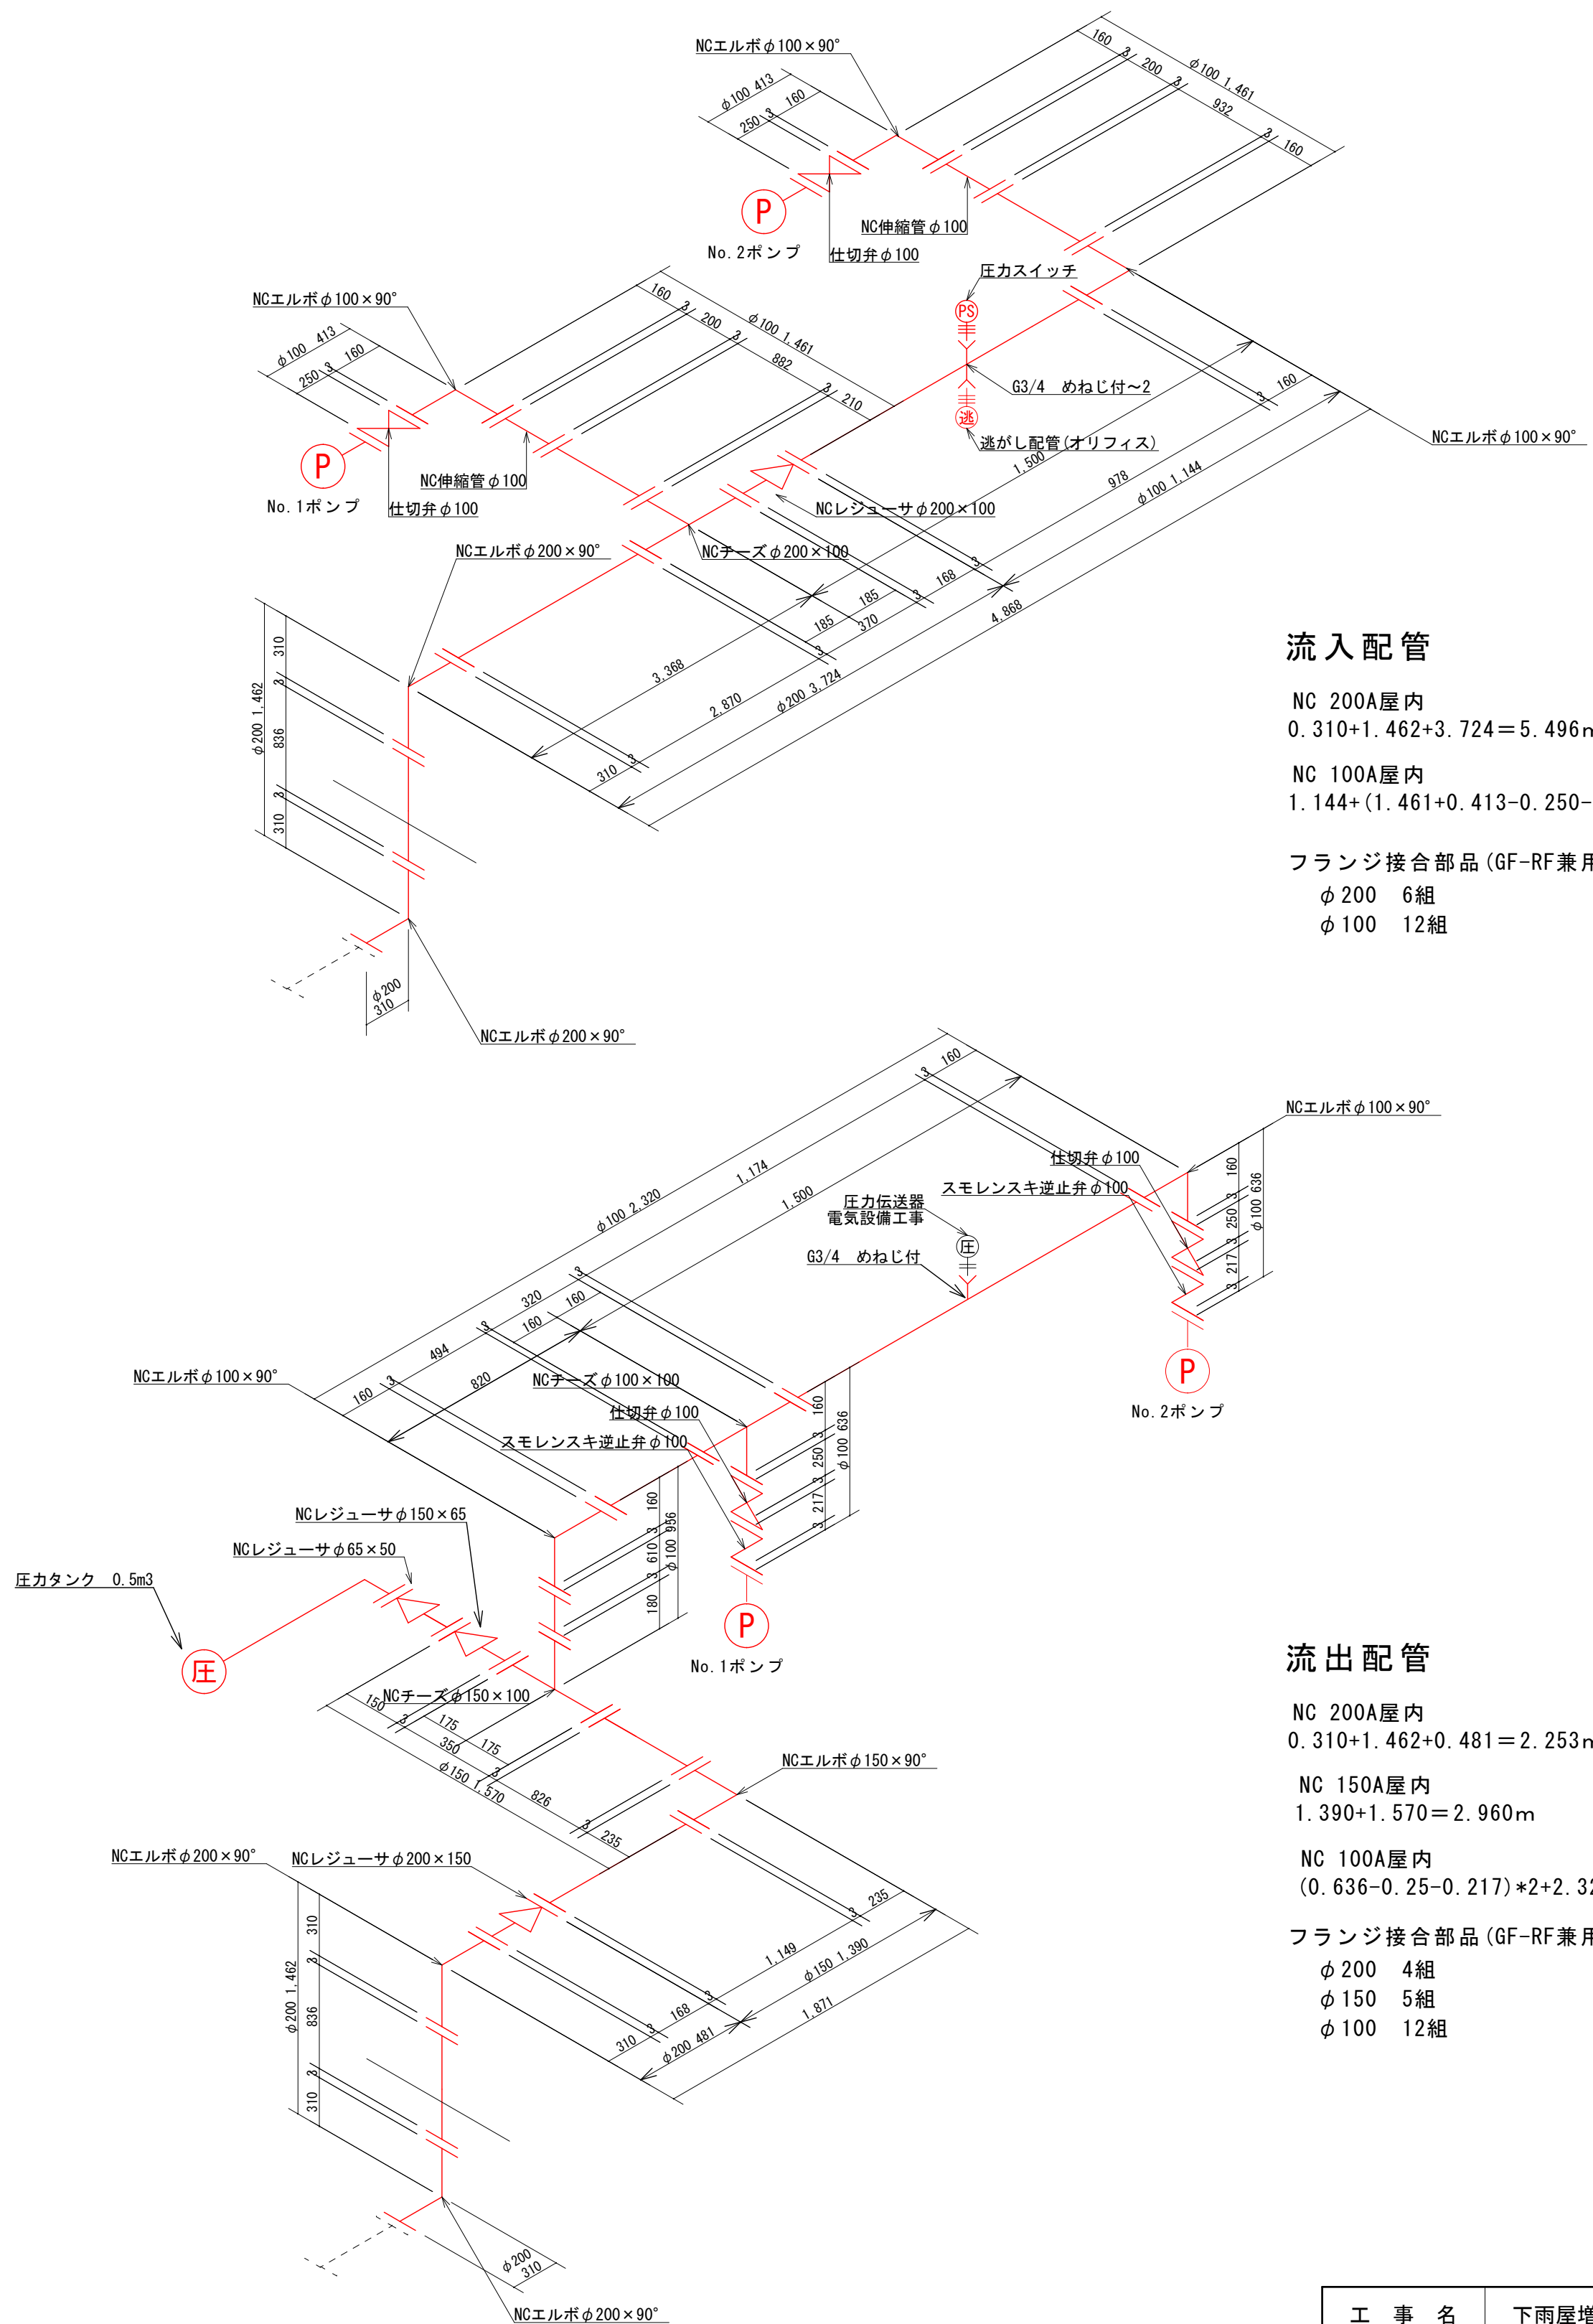 NCエルボφ100×90°
φ100 413
250 3 160
160 3 200 3 932 3 160
φ100 1,461
P
No.2ポンプ
仕切弁φ100
NC伸縮管φ100
圧力スイッチ
PS
G3/4　めねじ付～2
逃
逃がし配管(オリフィス)
NCエルボφ100×90°
NCエルボφ100×90°
φ100　413
250 3 160
160 3 200 3 882 3 210
φ100 1,461
P
No.1ポンプ
仕切弁φ100
NC伸縮管φ100
NCレジューサφ200×100
NCチーズφ200×100
NCエルボφ200×90°
1,500
3,368
310 3 2,870 3 370 3 168 3 978 3 160
185 185
φ200 3,724
φ100 1,144
4,868
φ200 1,462
310 3 836 3 310
φ200
310
NCエルボφ200×90°
流入配管
NC 200A屋内
0.310+1.462+3.724＝5.496m
NC 100A屋内
1.144+(1.461+0.413-0.250-
フランジ接合部品(GF-RF兼用
φ200　6組
φ100　12組
NCエルボφ100×90°
160 3 494 3 320 3 1,174 3 160
φ100 2,320
820
160 160
1,500
仕切弁φ100
スモレンスキ逆止弁φ100
圧力伝送器
電気設備工事
圧
G3/4　めねじ付
160 3 250 3 217 3
φ100 636
P
No.2ポンプ
NCエルボφ100×90°
NCチーズφ100×100
仕切弁φ100
スモレンスキ逆止弁φ100
160 3 250 3 217 3
φ100 636
P
No.1ポンプ
160 3 610 3 180
φ100 956
NCレジューサφ150×65
NCレジューサφ65×50
圧力タンク　0.5m3
圧
NCチーズφ150×100
150 3 350 3 826 3 235
175 175
φ150 1,570
NCエルボφ150×90°
NCエルボφ200×90°
NCレジューサφ200×150
310 3 168 3 1,149 3 235
φ200 481
φ150 1,390
1,871
φ200 1,462
310 3 836 3 310
φ200
310
NCエルボφ200×90°
流出配管
NC 200A屋内
0.310+1.462+0.481＝2.253m
NC 150A屋内
1.390+1.570＝2.960m
NC 100A屋内
(0.636-0.25-0.217)*2+2.32
フランジ接合部品(GF-RF兼用
φ200　4組
φ150　5組
φ100　12組
工　事　名
下雨屋増